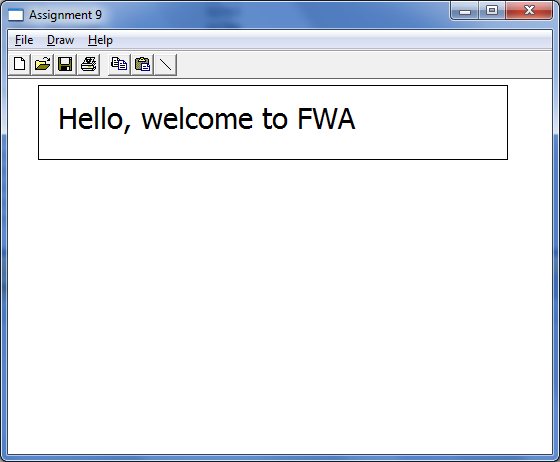 Assignment 9
File Draw Help
Hello, welcome to FWA